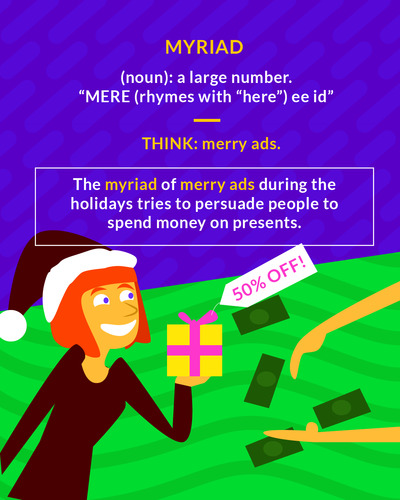 MYRIAD
(noun): a large number.
“MERE (rhymes with “here”) ee id”
THINK: merry ads.
The myriad of merry ads during the
holidays tries to persuade people to
spend money on presents.
50% OFF!